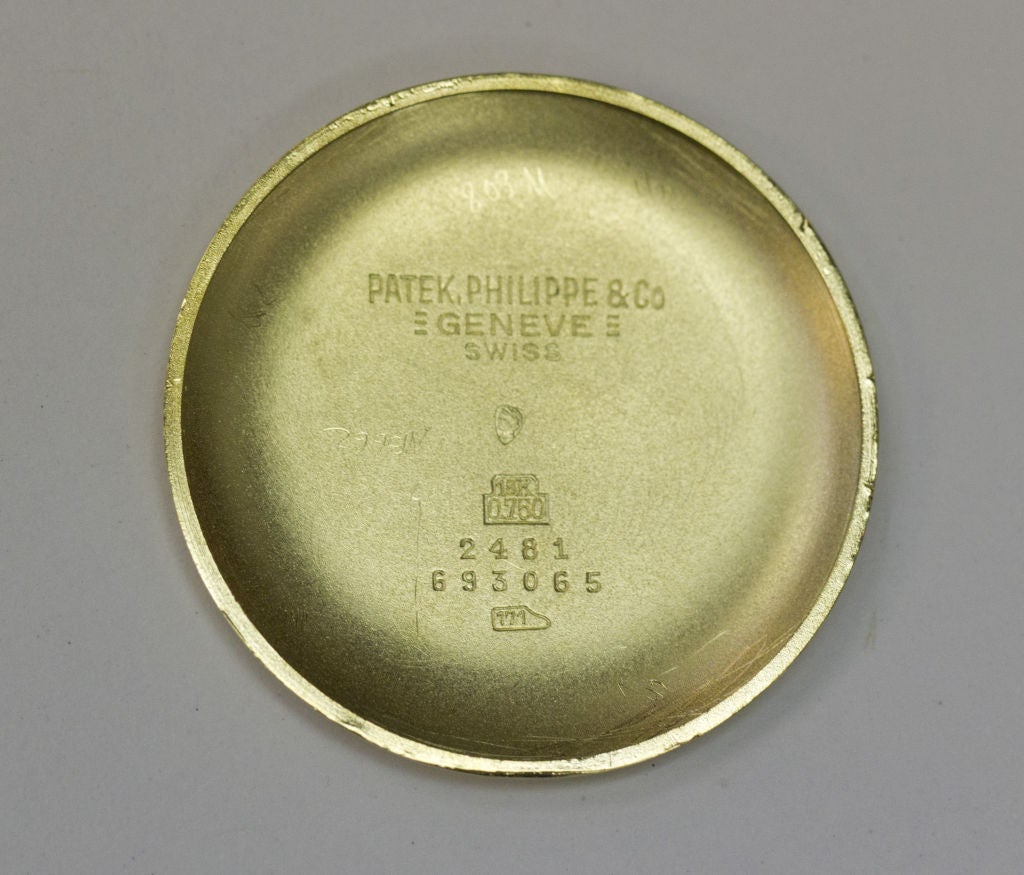 PATEK, PHILIPPE & Co
GENEVE
SWISS
18K
0.750
2481
693065